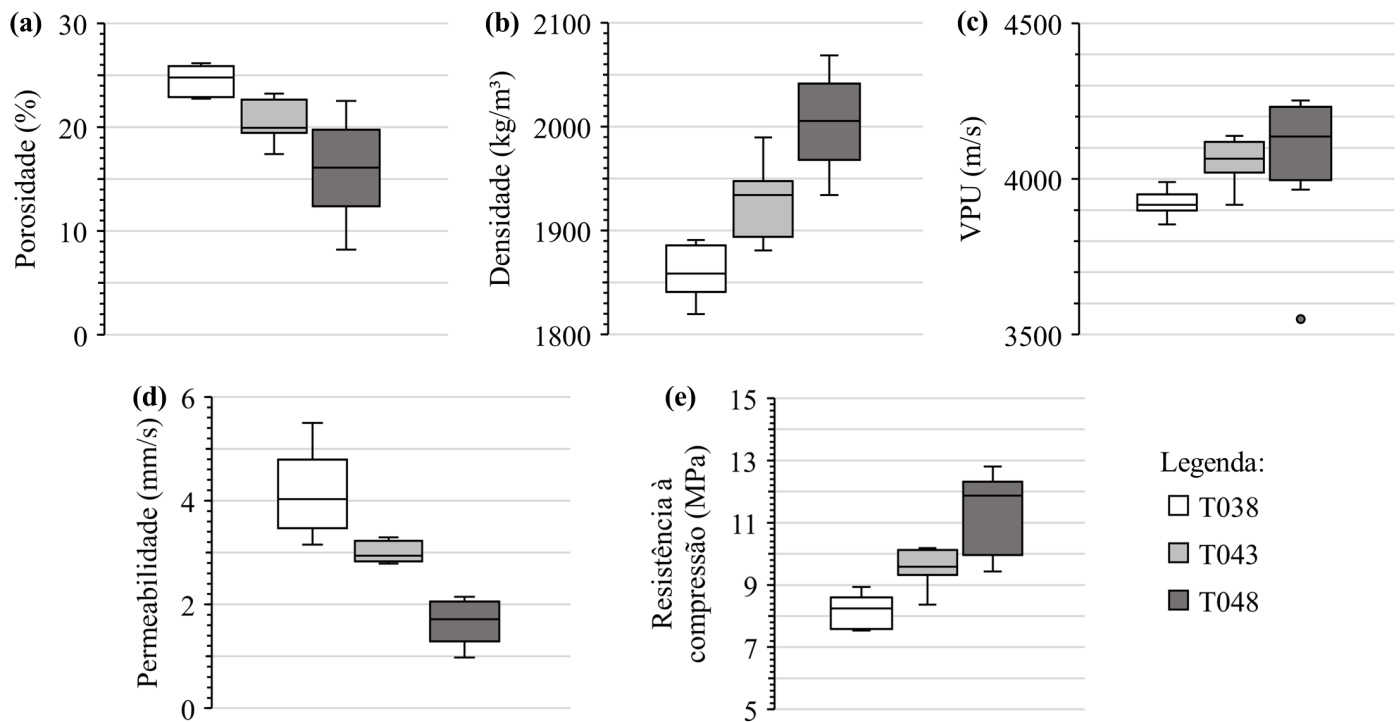 (a)
Porosidade (%)
30
20
10
0
(b)
Densidade (kg/m³)
2100
2000
1900
1800
(c)
VPU (m/s)
4500
4000
3500
(d)
Permeabilidade (mm/s)
6
4
2
0
(e)
Resistência à
compressão (MPa)
15
13
11
9
7
5
Legenda:
T038
T043
T048